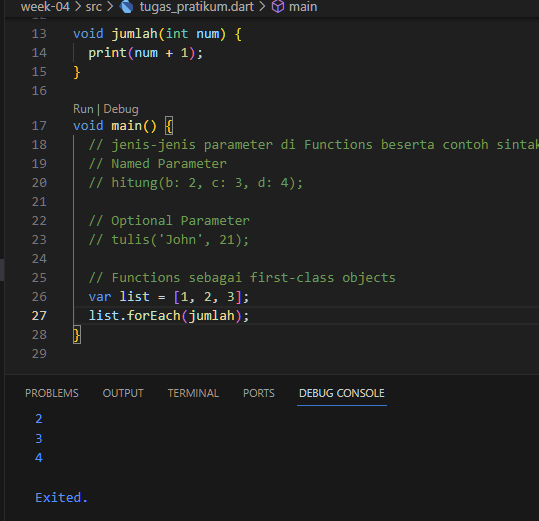 week-04 > src > tugas_pratikum.dart > main
13 void jumlah(int num) {
14 print(num + 1);
15 }
16
Run | Debug
17 void main() {
18 // jenis-jenis parameter di Functions beserta contoh sintak
19 // Named Parameter
20 // hitung(b: 2, c: 3, d: 4);
21
22 // Optional Parameter
23 // tulis('John', 21);
24
25 // Functions sebagai first-class objects
26 var list = [1, 2, 3];
27 list.forEach(jumlah);
28 }
29
PROBLEMS OUTPUT TERMINAL PORTS DEBUG CONSOLE
2
3
4
Exited.